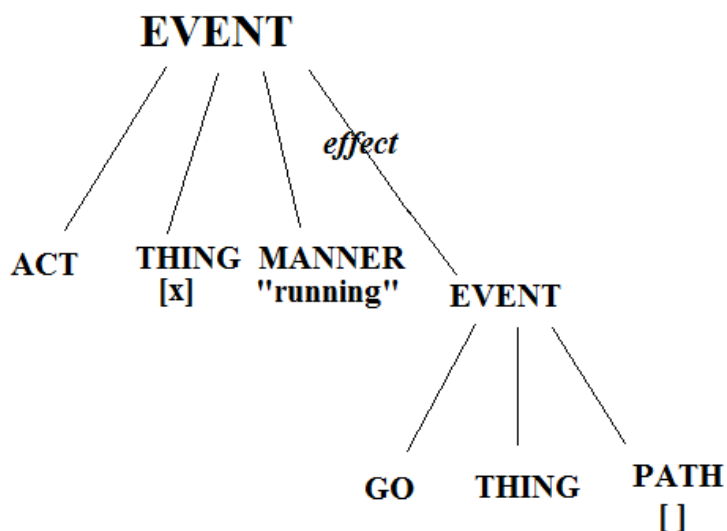 EVENT
effect
ACT THING MANNER
[x] "running"
EVENT
GO THING PATH
[ ]